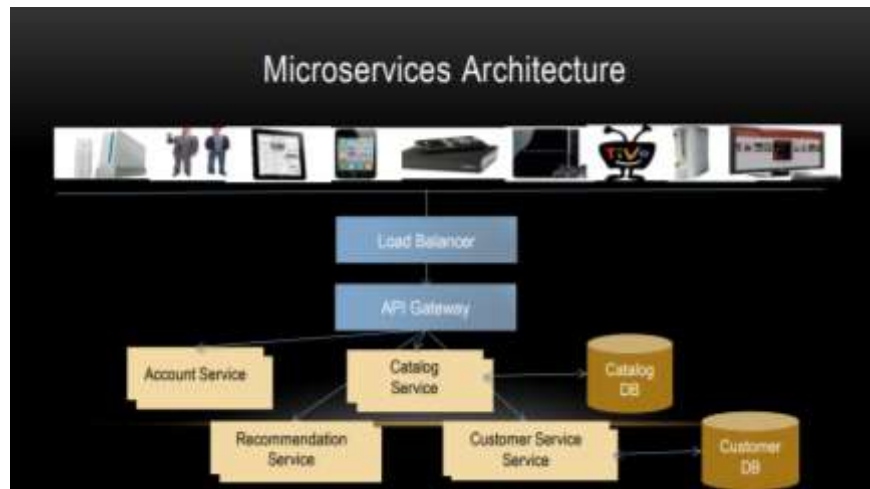 Microservices Architecture
TiVo
Load Balancer
API Gateway
Account Service
Catalog
Service
Catalog
DB
Recommendation
Service
Customer Service
Service
Customer
DB